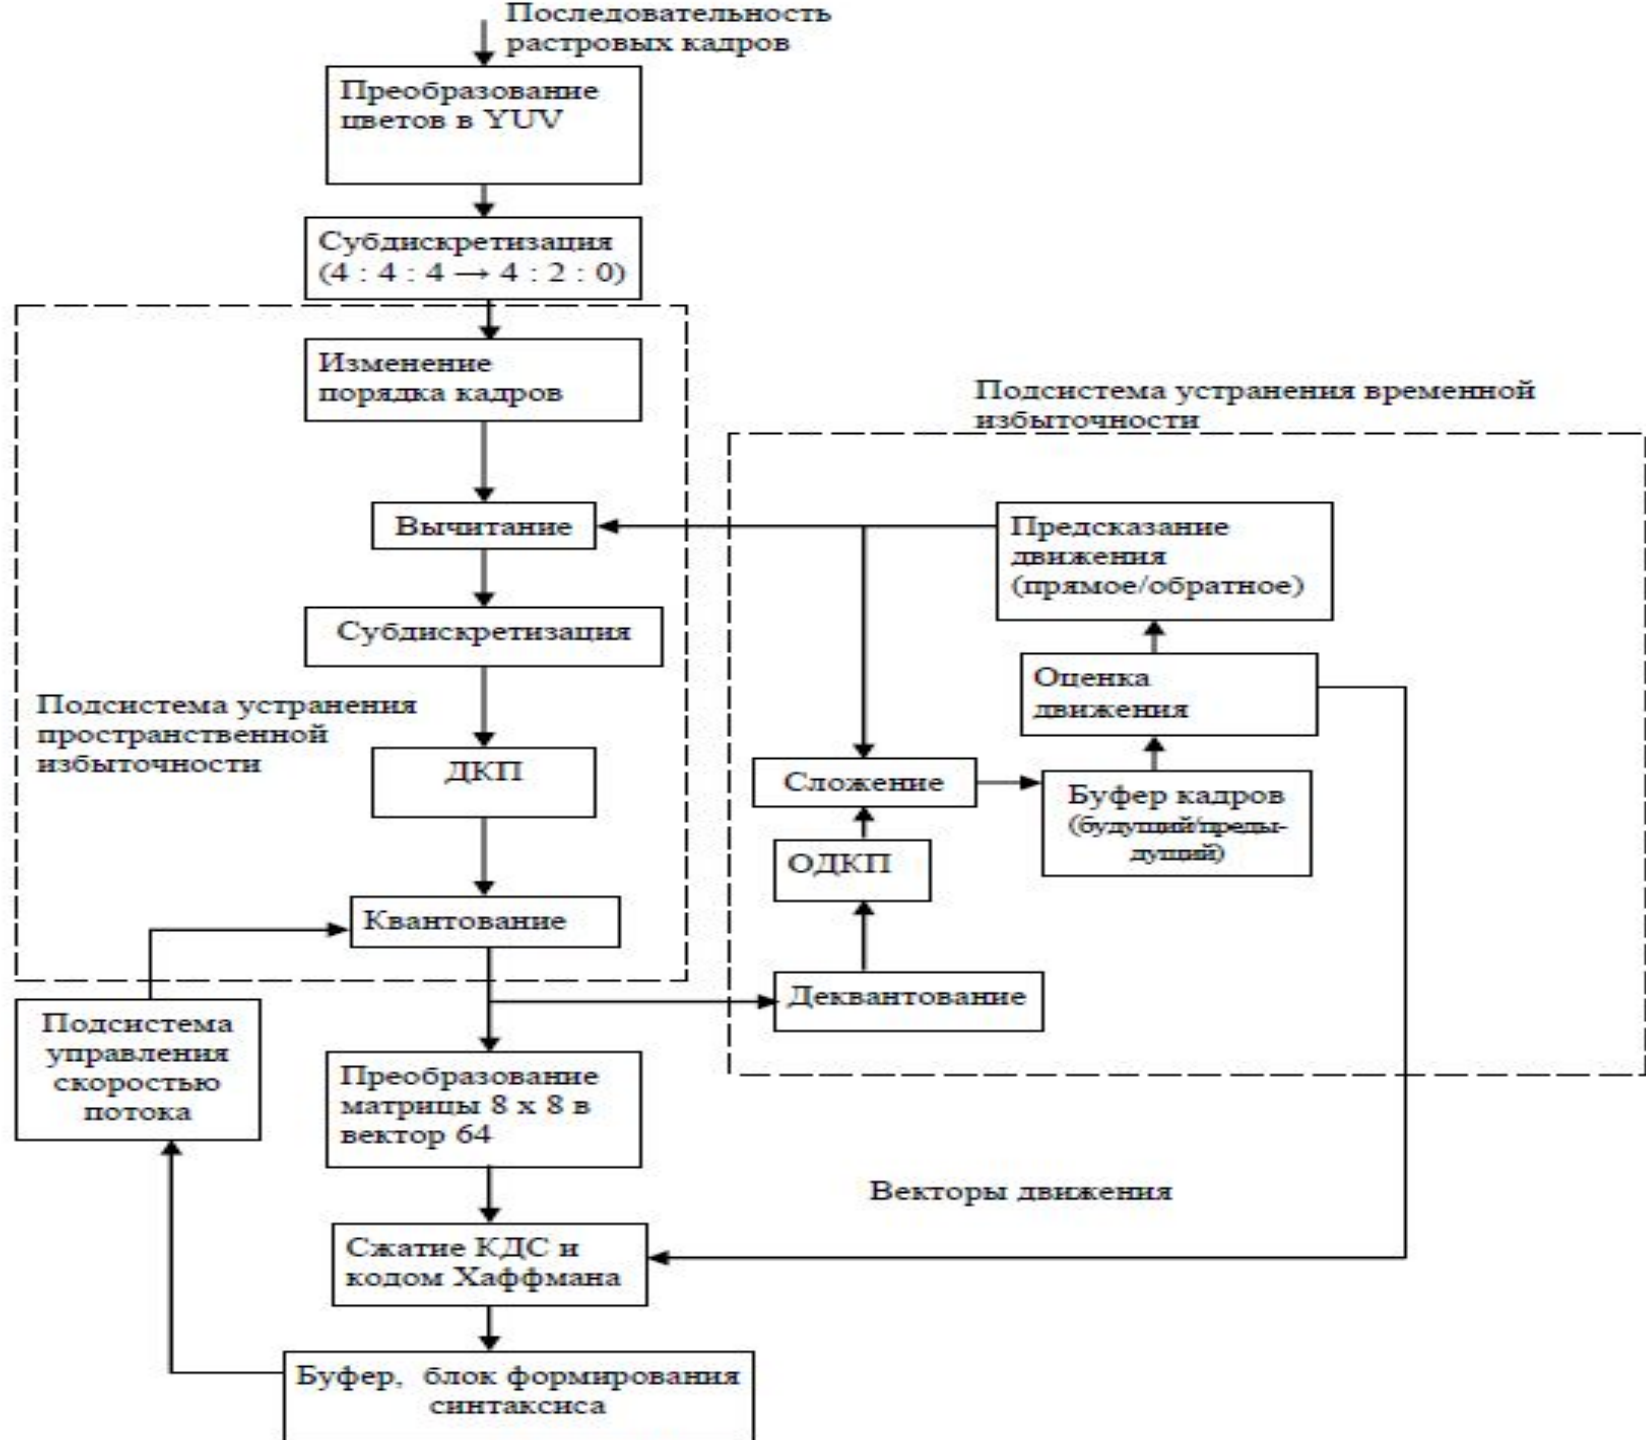 Последовательность
растровых кадров
Преобразование
цветов в YUV
Субдискретизация
(4 : 4 : 4 → 4 : 2 : 0)
Изменение
порядка кадров
Подсистема устранения временной
избыточности
Вычитание
Предсказание
движения
(прямое/обратное)
Субдискретизация
Оценка
движения
Подсистема устранения
пространственной
избыточности
ДКП
Сложение
Буфер кадров
(будущий/преды-
дущий)
ОДКП
Квантование
Деквантование
Подсистема
управления
скоростью
потока
Преобразование
матрицы 8 x 8 в
вектор 64
Векторы движения
Сжатие КДС и
кодом Хаффмана
Буфер, блок формирования
синтаксиса